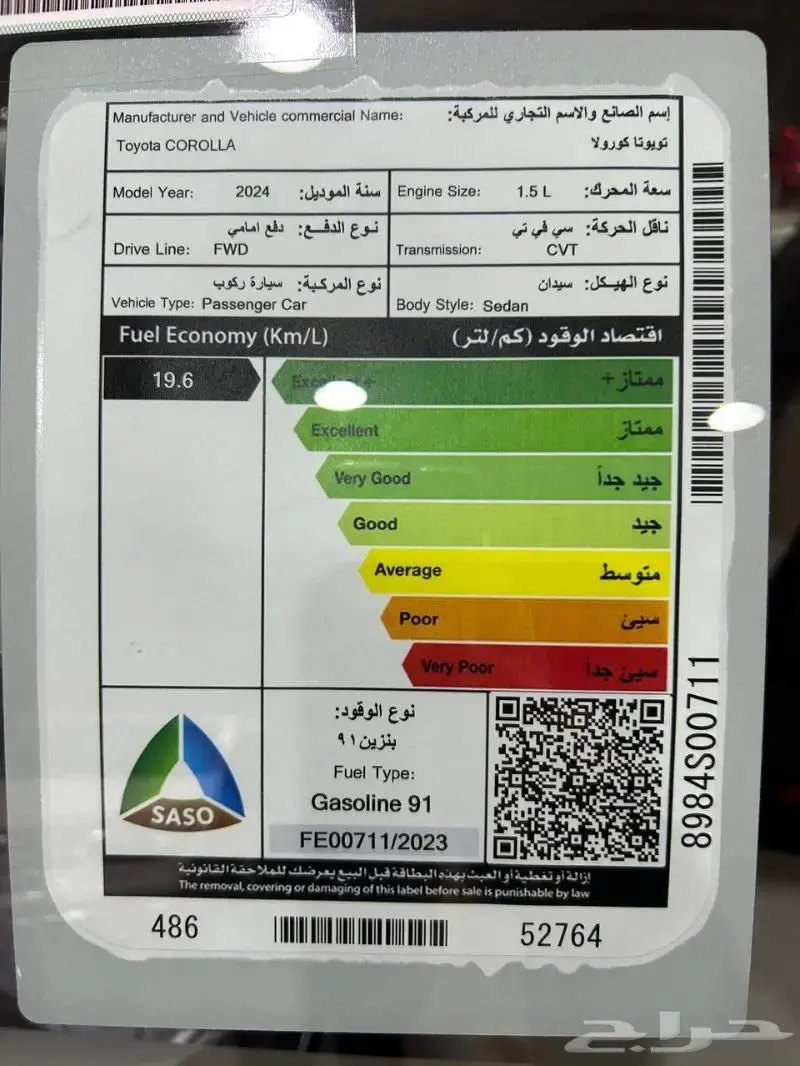 Manufacturer and Vehicle commercial Name: إسم الصانع والاسم التجاري للمركبة:
Toyota COROLLA تويوتا كورولا
Model Year: 2024 سنة الموديل:
Engine Size: 1.5 L سعة المحرك:
نوع الدفع: دفع امامي
Drive Line: FWD
ناقل الحركة: سي في تي
Transmission: CVT
نوع المركبة: سيارة ركوب
Vehicle Type: Passenger Car
نوع الهيكل: سيدان
Body Style: Sedan
Fuel Economy (Km/L) اقتصاد الوقود (كم/لتر)
19.6
Excellent + ممتاز +
Excellent ممتاز
Very Good جيد جداً
Good جيد
Average متوسط
Poor سيئ
Very Poor سيئ جداً
SASO
نوع الوقود:
بنزين ٩١
Fuel Type:
Gasoline 91
FE00711/2023
إزالة أو تغطية أو العبث بهذه البطاقة قبل البيع يعرضك للملاحقة القانونية
The removal, covering or damaging of this label before sale is punishable by law
486
52764
8984S00711
حراج